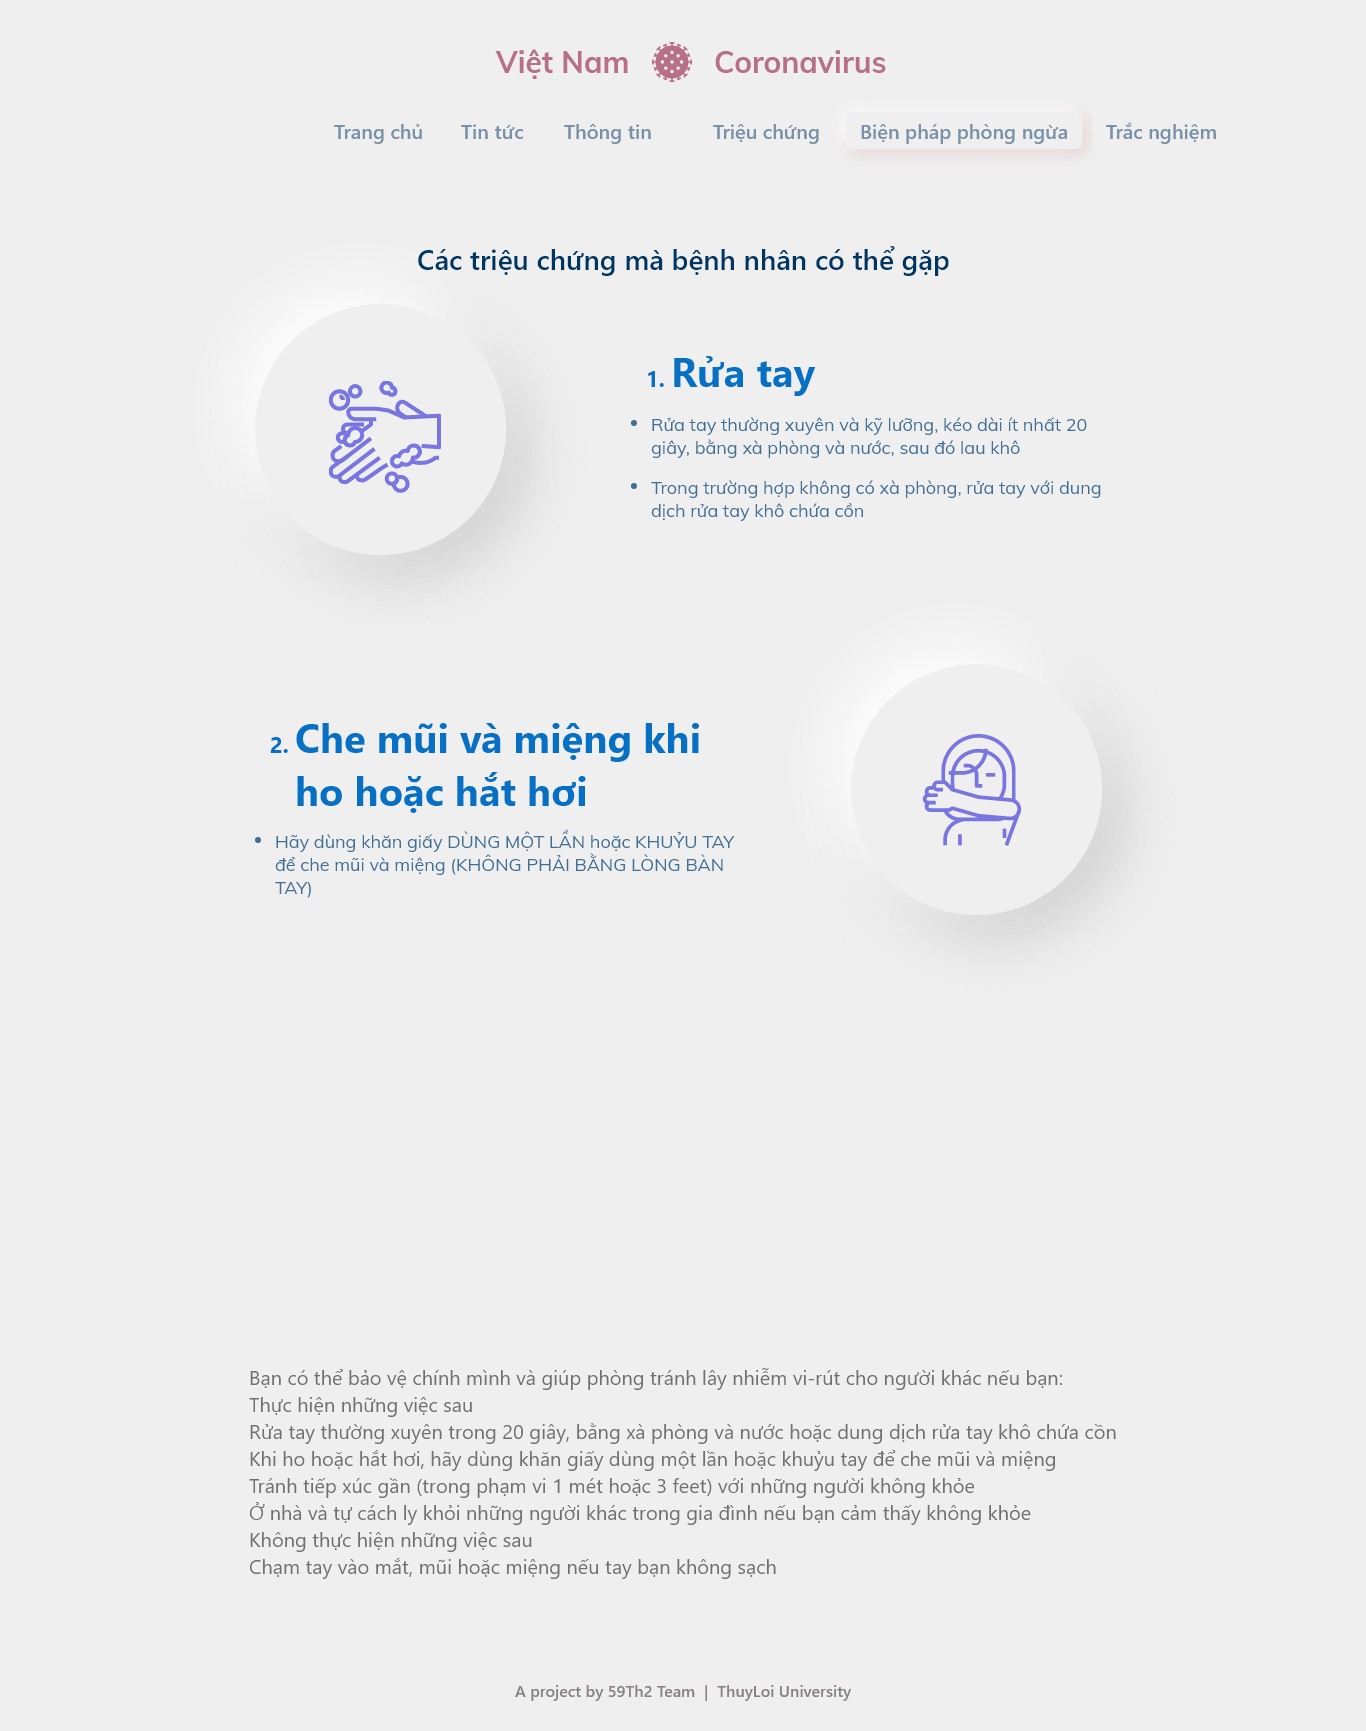 Việt Nam Coronavirus
Trang chủ Tin tức Thông tin Triệu chứng Biện pháp phòng ngừa Trắc nghiệm
Các triệu chứng mà bệnh nhân có thể gặp
1. Rửa tay
• Rửa tay thường xuyên và kỹ lưỡng, kéo dài ít nhất 20
giây, bằng xà phòng và nước, sau đó lau khô
• Trong trường hợp không có xà phòng, rửa tay với dung
dịch rửa tay khô chứa cồn
2. Che mũi và miệng khi
ho hoặc hắt hơi
• Hãy dùng khăn giấy DÙNG MỘT LẦN hoặc KHUỶU TAY
để che mũi và miệng (KHÔNG PHẢI BẰNG LÒNG BÀN
TAY)
Bạn có thể bảo vệ chính mình và giúp phòng tránh lây nhiễm vi-rút cho người khác nếu bạn:
Thực hiện những việc sau
Rửa tay thường xuyên trong 20 giây, bằng xà phòng và nước hoặc dung dịch rửa tay khô chứa cồn
Khi ho hoặc hắt hơi, hãy dùng khăn giấy dùng một lần hoặc khuỷu tay để che mũi và miệng
Tránh tiếp xúc gần (trong phạm vi 1 mét hoặc 3 feet) với những người không khỏe
Ở nhà và tự cách ly khỏi những người khác trong gia đình nếu bạn cảm thấy không khỏe
Không thực hiện những việc sau
Chạm tay vào mắt, mũi hoặc miệng nếu tay bạn không sạch
A project by 59Th2 Team | ThuyLoi University